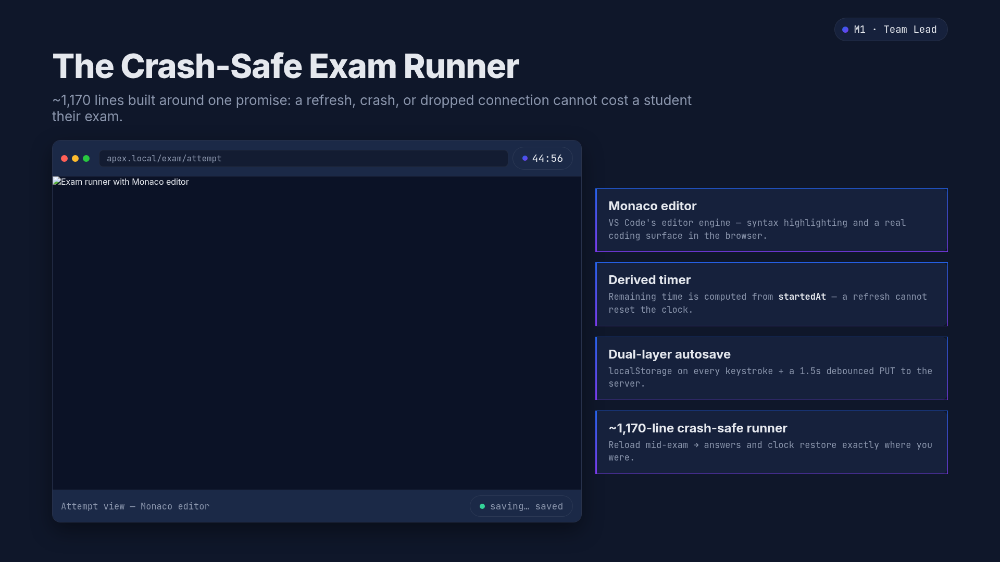 M1 · Team Lead
The Crash-Safe Exam Runner
~1,170 lines built around one promise: a refresh, crash, or dropped connection cannot cost a student
their exam.
apex.local/exam/attempt
44:56
Exam runner with Monaco editor
Attempt view — Monaco editor
saving… saved
Monaco editor
VS Code's editor engine — syntax highlighting and a real
coding surface in the browser.
Derived timer
Remaining time is computed from startedAt — a refresh cannot
reset the clock.
Dual-layer autosave
localStorage on every keystroke + a 1.5s debounced PUT to the
server.
~1,170-line crash-safe runner
Reload mid-exam → answers and clock restore exactly where you
were.